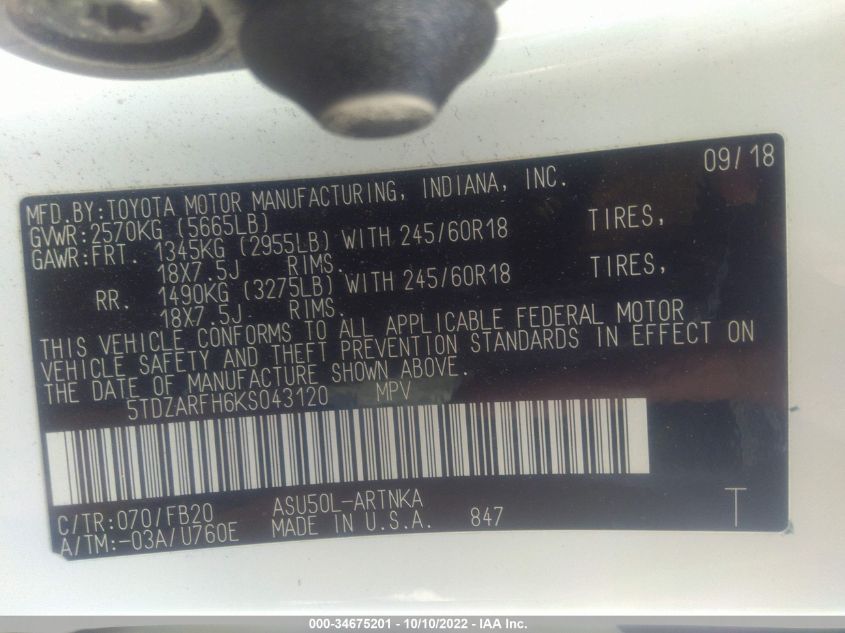 09/18
MFD.BY:TOYOTA MOTOR MANUFACTURING, INDIANA, INC.
GVWR:2570KG (5665LB)
GAWR:FRT. 1345KG (2955LB) WITH 245/60R18 TIRES,
18X7.5J RIMS.
RR. 1490KG (3275LB) WITH 245/60R18 TIRES,
18X7.5J RIMS.
THIS VEHICLE CONFORMS TO ALL APPLICABLE FEDERAL MOTOR
VEHICLE SAFETY AND THEFT PREVENTION STANDARDS IN EFFECT ON
THE DATE OF MANUFACTURE SHOWN ABOVE.
5TDZARFH6KS043120 MPV
C/TR:070/FB20 ASU50L-ARTNKA
A/TM:-03A/U760E MADE IN U.S.A. 847 T
000-34675201 - 10/10/2022 - IAA Inc.